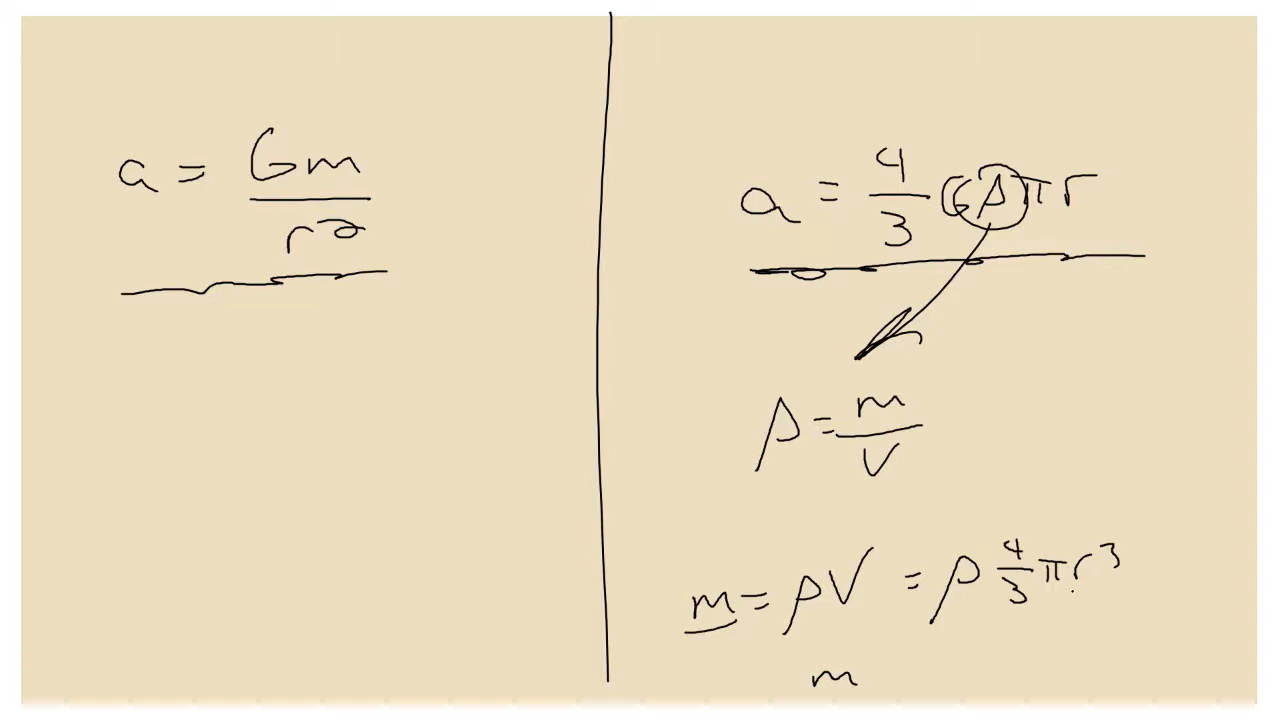 a = Gm / r²
a = 4/3 Gρπr
ρ = m / V
m = ρV = ρ 4/3 πr³
m